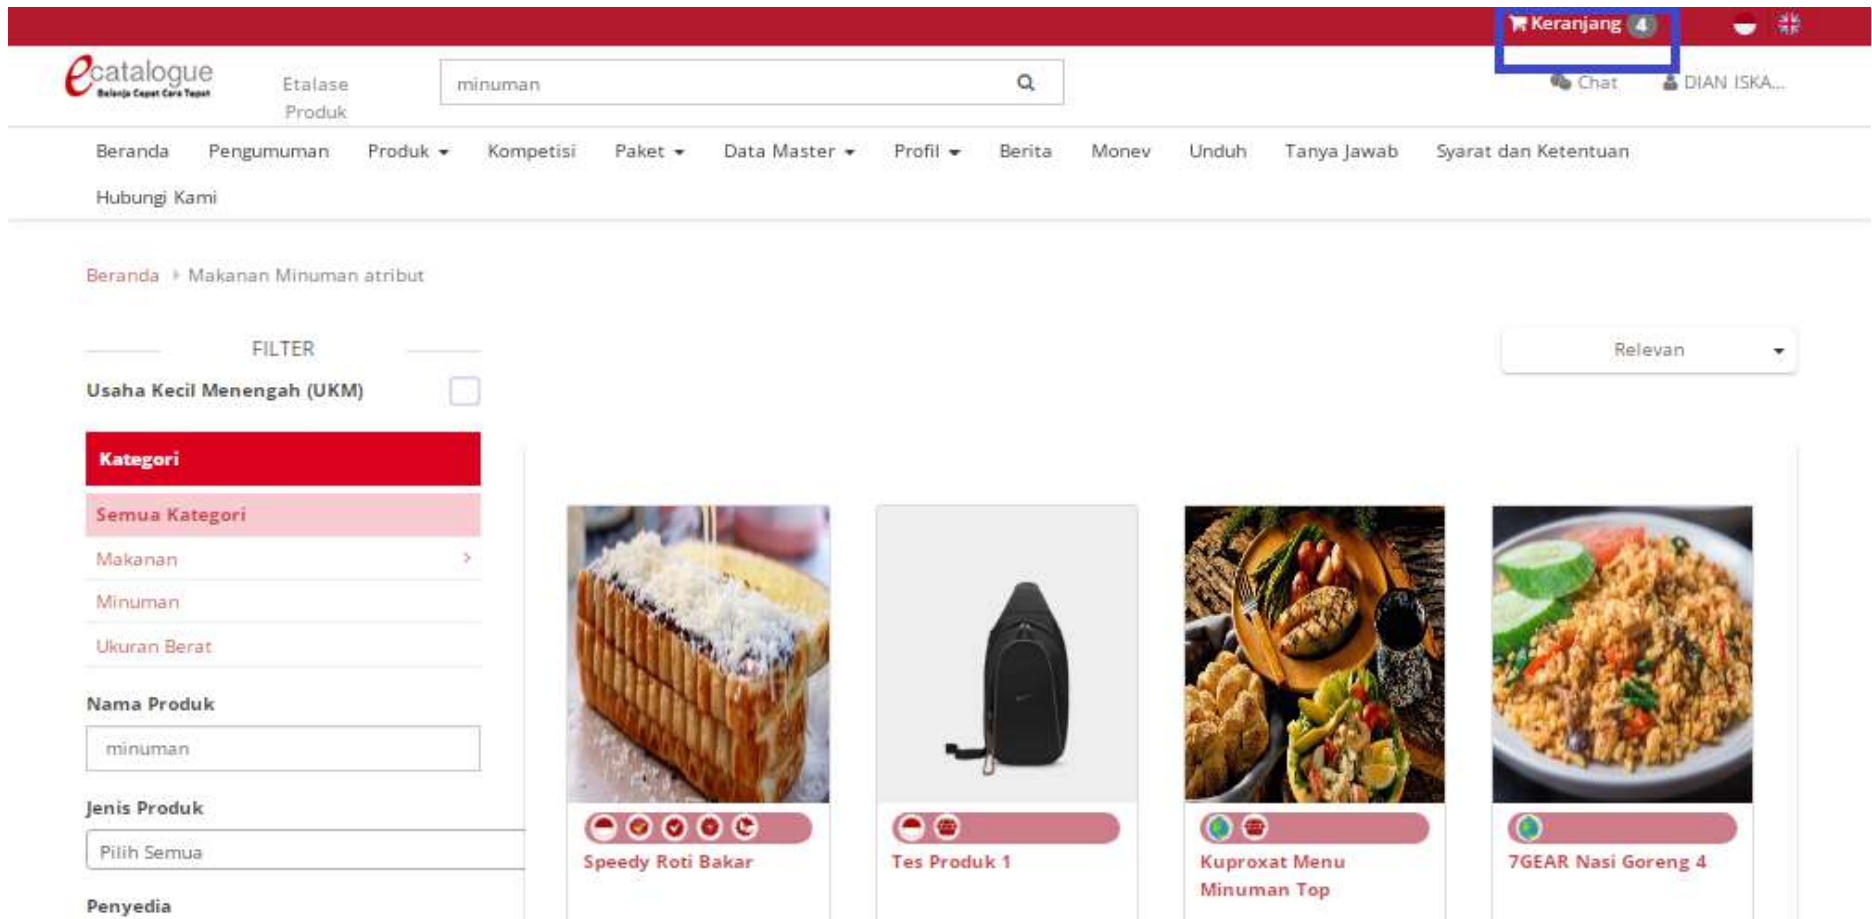 Keranjang 4
ecatalogue
Belanja Cepat Cara Tepat
Etalase
Produk
minuman
Chat
DIAN ISKA...
Beranda Pengumuman Produk Kompetisi Paket Data Master Profil Berita Monev Unduh Tanya Jawab Syarat dan Ketentuan
Hubungi Kami
Beranda Makanan Minuman atribut
FILTER
Relevan
Usaha Kecil Menengah (UKM)
Kategori
Semua Kategori
Makanan
Minuman
Ukuran Berat
Nama Produk
minuman
Jenis Produk
Pilih Semua
Penyedia
Speedy Roti Bakar
Tes Produk 1
Kuproxat Menu
Minuman Top
7GEAR Nasi Goreng 4